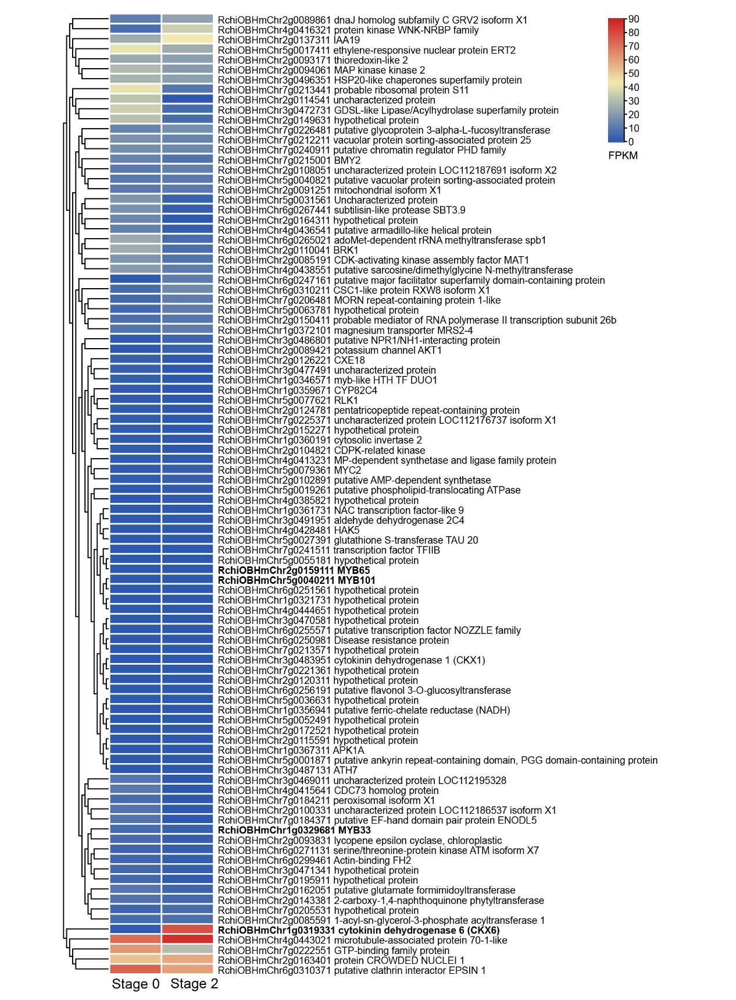 RchiOBHmChr2g0089861 dnaJ homolog subfamily C GRV2 isoform X1
RchiOBHmChr4g0416321 protein kinase WNK-NRBP family
RchiOBHmChr2g0137311 IAA19
RchiOBHmChr5g0017411 ethylene-responsive nuclear protein ERT2
RchiOBHmChr2g0093171 thioredoxin-like 2
RchiOBHmChr2g0094061 MAP kinase kinase 2
RchiOBHmChr3g0496351 HSP20-like chaperones superfamily protein
RchiOBHmChr7g0213441 probable ribosomal protein S11
RchiOBHmChr2g0114541 uncharacterized protein
RchiOBHmChr3g0472731 GDSL-like Lipase/Acylhydrolase superfamily protein
RchiOBHmChr2g0149631 hypothetical protein
RchiOBHmChr7g0226481 putative glycoprotein 3-alpha-L-fucosyltransferase
RchiOBHmChr7g0212211 vacuolar protein sorting-associated protein 25
RchiOBHmChr7g0240911 putative chromatin regulator PHD family
RchiOBHmChr7g0215001 BMY2
RchiOBHmChr2g0108051 uncharacterized protein LOC112187691 isoform X2
RchiOBHmChr5g0040821 putative vacuolar protein sorting-associated protein
RchiOBHmChr2g0091251 mitochondrial isoform X1
RchiOBHmChr5g0031561 Uncharacterized protein
RchiOBHmChr6g0267441 subtilisin-like protease SBT3.9
RchiOBHmChr2g0164311 hypothetical protein
RchiOBHmChr4g0436541 putative armadillo-like helical protein
RchiOBHmChr6g0265021 adoMet-dependent rRNA methyltransferase spb1
RchiOBHmChr2g0110041 BRK1
RchiOBHmChr2g0085191 CDK-activating kinase assembly factor MAT1
RchiOBHmChr4g0438551 putative sarcosine/dimethylglycine N-methyltransferase
RchiOBHmChr6g0247161 putative major facilitator superfamily domain-containing protein
RchiOBHmChr6g0310211 CSC1-like protein RXW8 isoform X1
RchiOBHmChr7g0206481 MORN repeat-containing protein 1-like
RchiOBHmChr5g0063781 hypothetical protein
RchiOBHmChr2g0150411 probable mediator of RNA polymerase II transcription subunit 26b
RchiOBHmChr1g0372101 magnesium transporter MRS2-4
RchiOBHmChr3g0486801 putative NPR1/NH1-interacting protein
RchiOBHmChr2g0089421 potassium channel AKT1
RchiOBHmChr2g0126221 CXE18
RchiOBHmChr3g0477491 uncharacterized protein
RchiOBHmChr1g0346571 myb-like HTH TF DUO1
RchiOBHmChr1g0359671 CYP82C4
RchiOBHmChr5g0077621 RLK1
RchiOBHmChr2g0124781 pentatricopeptide repeat-containing protein
RchiOBHmChr7g0225371 uncharacterized protein LOC112176737 isoform X1
RchiOBHmChr2g0152271 hypothetical protein
RchiOBHmChr1g0360191 cytosolic invertase 2
RchiOBHmChr2g0104821 CDPK-related kinase
RchiOBHmChr4g0413231 MP-dependent synthetase and ligase family protein
RchiOBHmChr5g0079361 MYC2
RchiOBHmChr2g0102891 putative AMP-dependent synthetase
RchiOBHmChr5g0019261 putative phospholipid-translocating ATPase
RchiOBHmChr4g0385821 hypothetical protein
RchiOBHmChr1g0361731 NAC transcription factor-like 9
RchiOBHmChr3g0491951 aldehyde dehydrogenase 2C4
RchiOBHmChr4g0428481 HAK5
RchiOBHmChr5g0027391 glutathione S-transferase TAU 20
RchiOBHmChr7g0241511 transcription factor TFIIB
RchiOBHmChr5g0055181 hypothetical protein
RchiOBHmChr2g0159111 MYB65
RchiOBHmChr5g0040211 MYB101
RchiOBHmChr6g0251561 hypothetical protein
RchiOBHmChr1g0321731 hypothetical protein
RchiOBHmChr4g0444651 hypothetical protein
RchiOBHmChr3g0470581 hypothetical protein
RchiOBHmChr6g0255571 putative transcription factor NOZZLE family
RchiOBHmChr6g0250981 Disease resistance protein
RchiOBHmChr7g0213571 hypothetical protein
RchiOBHmChr3g0483951 cytokinin dehydrogenase 1 (CKX1)
RchiOBHmChr7g0221361 hypothetical protein
RchiOBHmChr2g0120311 hypothetical protein
RchiOBHmChr6g0256191 putative flavonol 3-O-glucosyltransferase
RchiOBHmChr5g0036631 hypothetical protein
RchiOBHmChr1g0356941 putative ferric-chelate reductase (NADH)
RchiOBHmChr5g0052491 hypothetical protein
RchiOBHmChr2g0172521 hypothetical protein
RchiOBHmChr2g0115591 hypothetical protein
RchiOBHmChr1g0367311 APK1A
RchiOBHmChr5g0001871 putative ankyrin repeat-containing domain, PGG domain-containing protein
RchiOBHmChr3g0487131 ATH7
RchiOBHmChr3g0469011 uncharacterized protein LOC112195328
RchiOBHmChr4g0415641 CDC73 homolog protein
RchiOBHmChr7g0184211 peroxisomal isoform X1
RchiOBHmChr2g0100331 uncharacterized protein LOC112186537 isoform X1
RchiOBHmChr7g0184371 putative EF-hand domain pair protein ENODL5
RchiOBHmChr1g0329681 MYB33
RchiOBHmChr2g0093831 lycopene epsilon cyclase, chloroplastic
RchiOBHmChr6g0271131 serine/threonine-protein kinase ATM isoform X7
RchiOBHmChr6g0299461 Actin-binding FH2
RchiOBHmChr3g0471341 hypothetical protein
RchiOBHmChr7g0195911 hypothetical protein
RchiOBHmChr2g0162051 putative glutamate formimidoyltransferase
RchiOBHmChr2g0143381 2-carboxy-1,4-naphthoquinone phytyltransferase
RchiOBHmChr7g0205531 hypothetical protein
RchiOBHmChr2g0085591 1-acyl-sn-glycerol-3-phosphate acyltransferase 1
RchiOBHmChr1g0319331 cytokinin dehydrogenase 6 (CKX6)
RchiOBHmChr4g0443021 microtubule-associated protein 70-1-like
RchiOBHmChr7g0222551 GTP-binding family protein
RchiOBHmChr2g0163401 protein CROWDED NUCLEI 1
RchiOBHmChr6g0310371 putative clathrin interactor EPSIN 1
Stage 0 Stage 2
90
80
70
60
50
40
30
20
10
0
FPKM